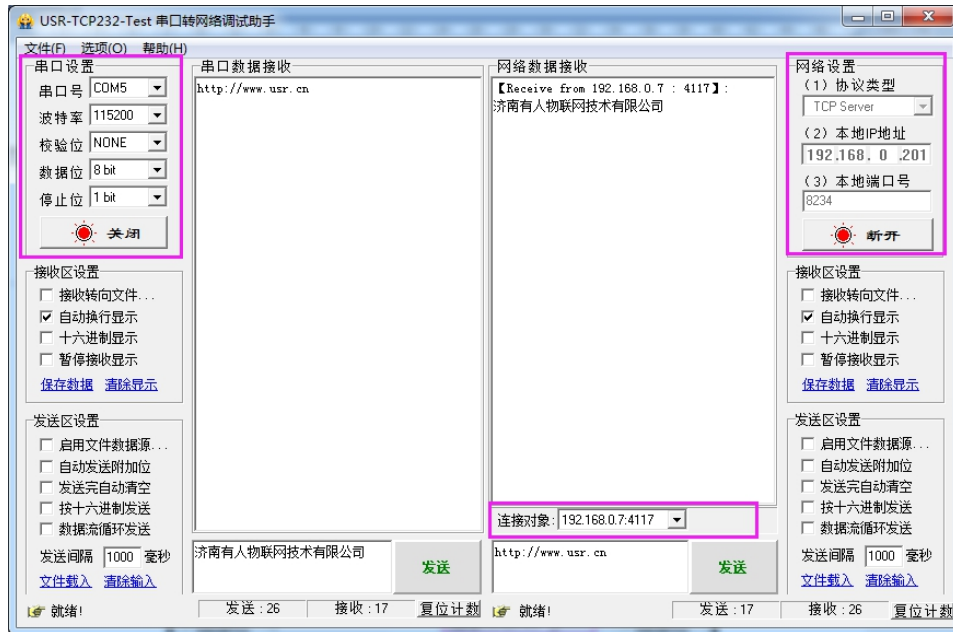 USR-TCP232-Test 串口转网络调试助手
文件(F) 选项(O) 帮助(H)
串口设置
串口号 COM5
波特率 115200
校验位 NONE
数据位 8 bit
停止位 1 bit
关闭
接收区设置
接收转向文件...
自动换行显示
十六进制显示
暂停接收显示
保存数据 清除显示
发送区设置
启用文件数据源...
自动发送附加位
发送完自动清空
按十六进制发送
数据流循环发送
发送间隔 1000 毫秒
文件载入 清除输入
就绪!
串口数据接收
http://www.usr.cn
济南有人物联网技术有限公司
发送
发送:26 接收:17 复位计数
网络数据接收
【Receive from 192.168.0.7 : 4117】:
济南有人物联网技术有限公司
连接对象: 192.168.0.7:4117
http://www.usr.cn
发送
就绪!
发送:17 接收:26 复位计数
网络设置
(1) 协议类型
TCP Server
(2) 本地IP地址
192.168. 0 .201
(3) 本地端口号
8234
断开
接收区设置
接收转向文件...
自动换行显示
十六进制显示
暂停接收显示
保存数据 清除显示
发送区设置
启用文件数据源...
自动发送附加位
发送完自动清空
按十六进制发送
数据流循环发送
发送间隔 1000 毫秒
文件载入 清除输入